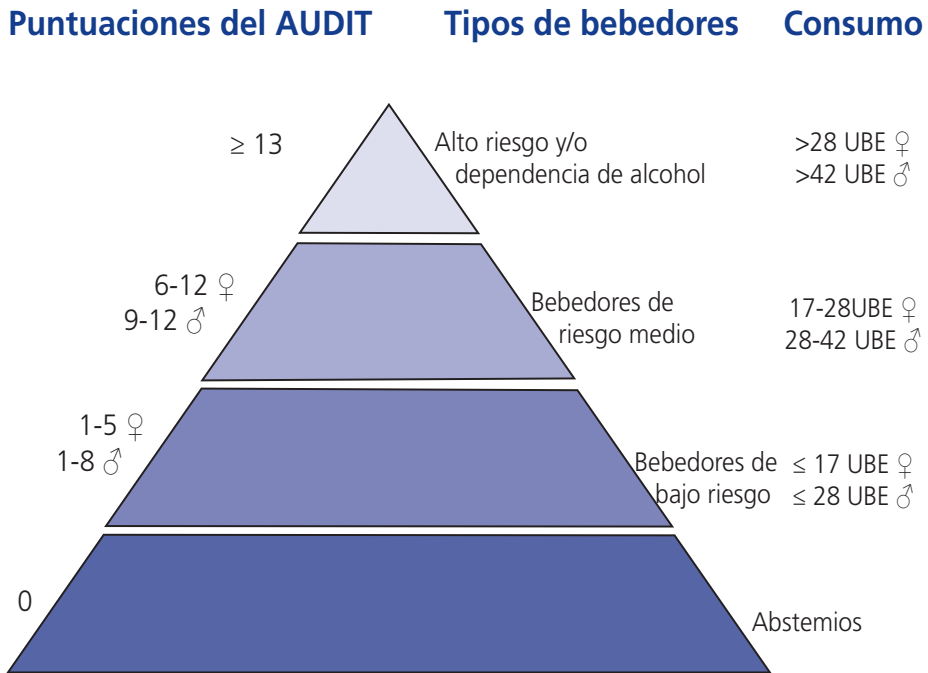 Puntuaciones del AUDIT Tipos de bebedores Consumo
≥ 13
Alto riesgo y/o
dependencia de alcohol
>28 UBE ♀
>42 UBE ♂
6-12 ♀
9-12 ♂
Bebedores de
riesgo medio
17-28UBE ♀
28-42 UBE ♂
1-5 ♀
1-8 ♂
Bebedores de
bajo riesgo
≤ 17 UBE ♀
≤ 28 UBE ♂
0
Abstemios